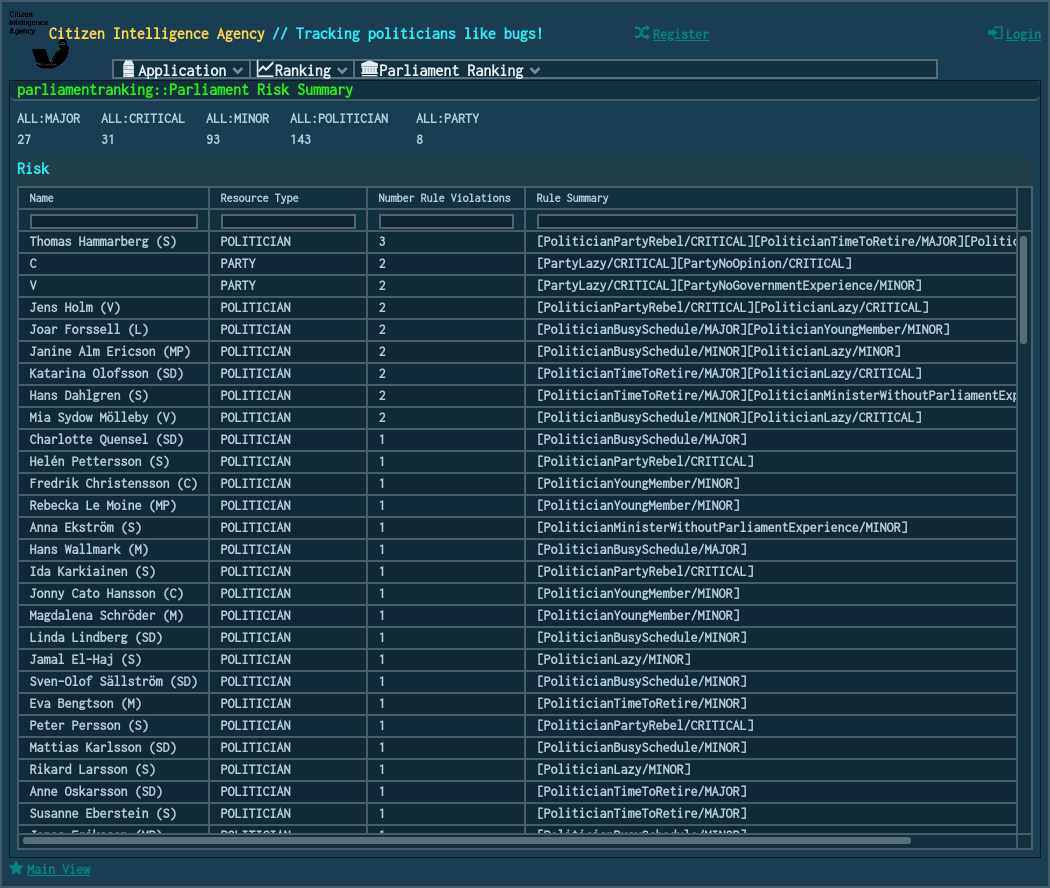 Citizen
Intelligence
Agency
Citizen Intelligence Agency // Tracking politicians like bugs!
Register
Login
Application
Ranking
Parliament Ranking
parliamentranking::Parliament Risk Summary
ALL:MAJOR ALL:CRITICAL ALL:MINOR ALL:POLITICIAN ALL:PARTY
27 31 93 143 8
Risk
Name Resource Type Number Rule Violations Rule Summary
Thomas Hammarberg (S) POLITICIAN 3 [PoliticianPartyRebel/CRITICAL][PoliticianTimeToRetire/MAJOR][Politic
C PARTY 2 [PartyLazy/CRITICAL][PartyNoOpinion/CRITICAL]
V PARTY 2 [PartyLazy/CRITICAL][PartyNoGovernmentExperience/MINOR]
Jens Holm (V) POLITICIAN 2 [PoliticianPartyRebel/CRITICAL][PoliticianLazy/CRITICAL]
Joar Forssell (L) POLITICIAN 2 [PoliticianBusySchedule/MAJOR][PoliticianYoungMember/MINOR]
Janine Alm Ericson (MP) POLITICIAN 2 [PoliticianBusySchedule/MINOR][PoliticianLazy/MINOR]
Katarina Olofsson (SD) POLITICIAN 2 [PoliticianTimeToRetire/MAJOR][PoliticianLazy/CRITICAL]
Hans Dahlgren (S) POLITICIAN 2 [PoliticianTimeToRetire/MAJOR][PoliticianMinisterWithoutParliamentExp
Mia Sydow Mölleby (V) POLITICIAN 2 [PoliticianBusySchedule/MINOR][PoliticianLazy/CRITICAL]
Charlotte Quensel (SD) POLITICIAN 1 [PoliticianBusySchedule/MAJOR]
Helén Pettersson (S) POLITICIAN 1 [PoliticianPartyRebel/CRITICAL]
Fredrik Christensson (C) POLITICIAN 1 [PoliticianYoungMember/MINOR]
Rebecka Le Moine (MP) POLITICIAN 1 [PoliticianYoungMember/MINOR]
Anna Ekström (S) POLITICIAN 1 [PoliticianMinisterWithoutParliamentExperience/MINOR]
Hans Wallmark (M) POLITICIAN 1 [PoliticianBusySchedule/MAJOR]
Ida Karkiainen (S) POLITICIAN 1 [PoliticianPartyRebel/CRITICAL]
Jonny Cato Hansson (C) POLITICIAN 1 [PoliticianYoungMember/MINOR]
Magdalena Schröder (M) POLITICIAN 1 [PoliticianYoungMember/MINOR]
Linda Lindberg (SD) POLITICIAN 1 [PoliticianBusySchedule/MINOR]
Jamal El-Haj (S) POLITICIAN 1 [PoliticianLazy/MINOR]
Sven-Olof Sällström (SD) POLITICIAN 1 [PoliticianBusySchedule/MINOR]
Eva Bengtson (M) POLITICIAN 1 [PoliticianTimeToRetire/MINOR]
Peter Persson (S) POLITICIAN 1 [PoliticianPartyRebel/CRITICAL]
Mattias Karlsson (SD) POLITICIAN 1 [PoliticianBusySchedule/MINOR]
Rikard Larsson (S) POLITICIAN 1 [PoliticianLazy/MINOR]
Anne Oskarsson (SD) POLITICIAN 1 [PoliticianTimeToRetire/MAJOR]
Susanne Eberstein (S) POLITICIAN 1 [PoliticianTimeToRetire/MAJOR]
POLITICIAN 1 [PoliticianBusySchedule/MINOR]
Main View